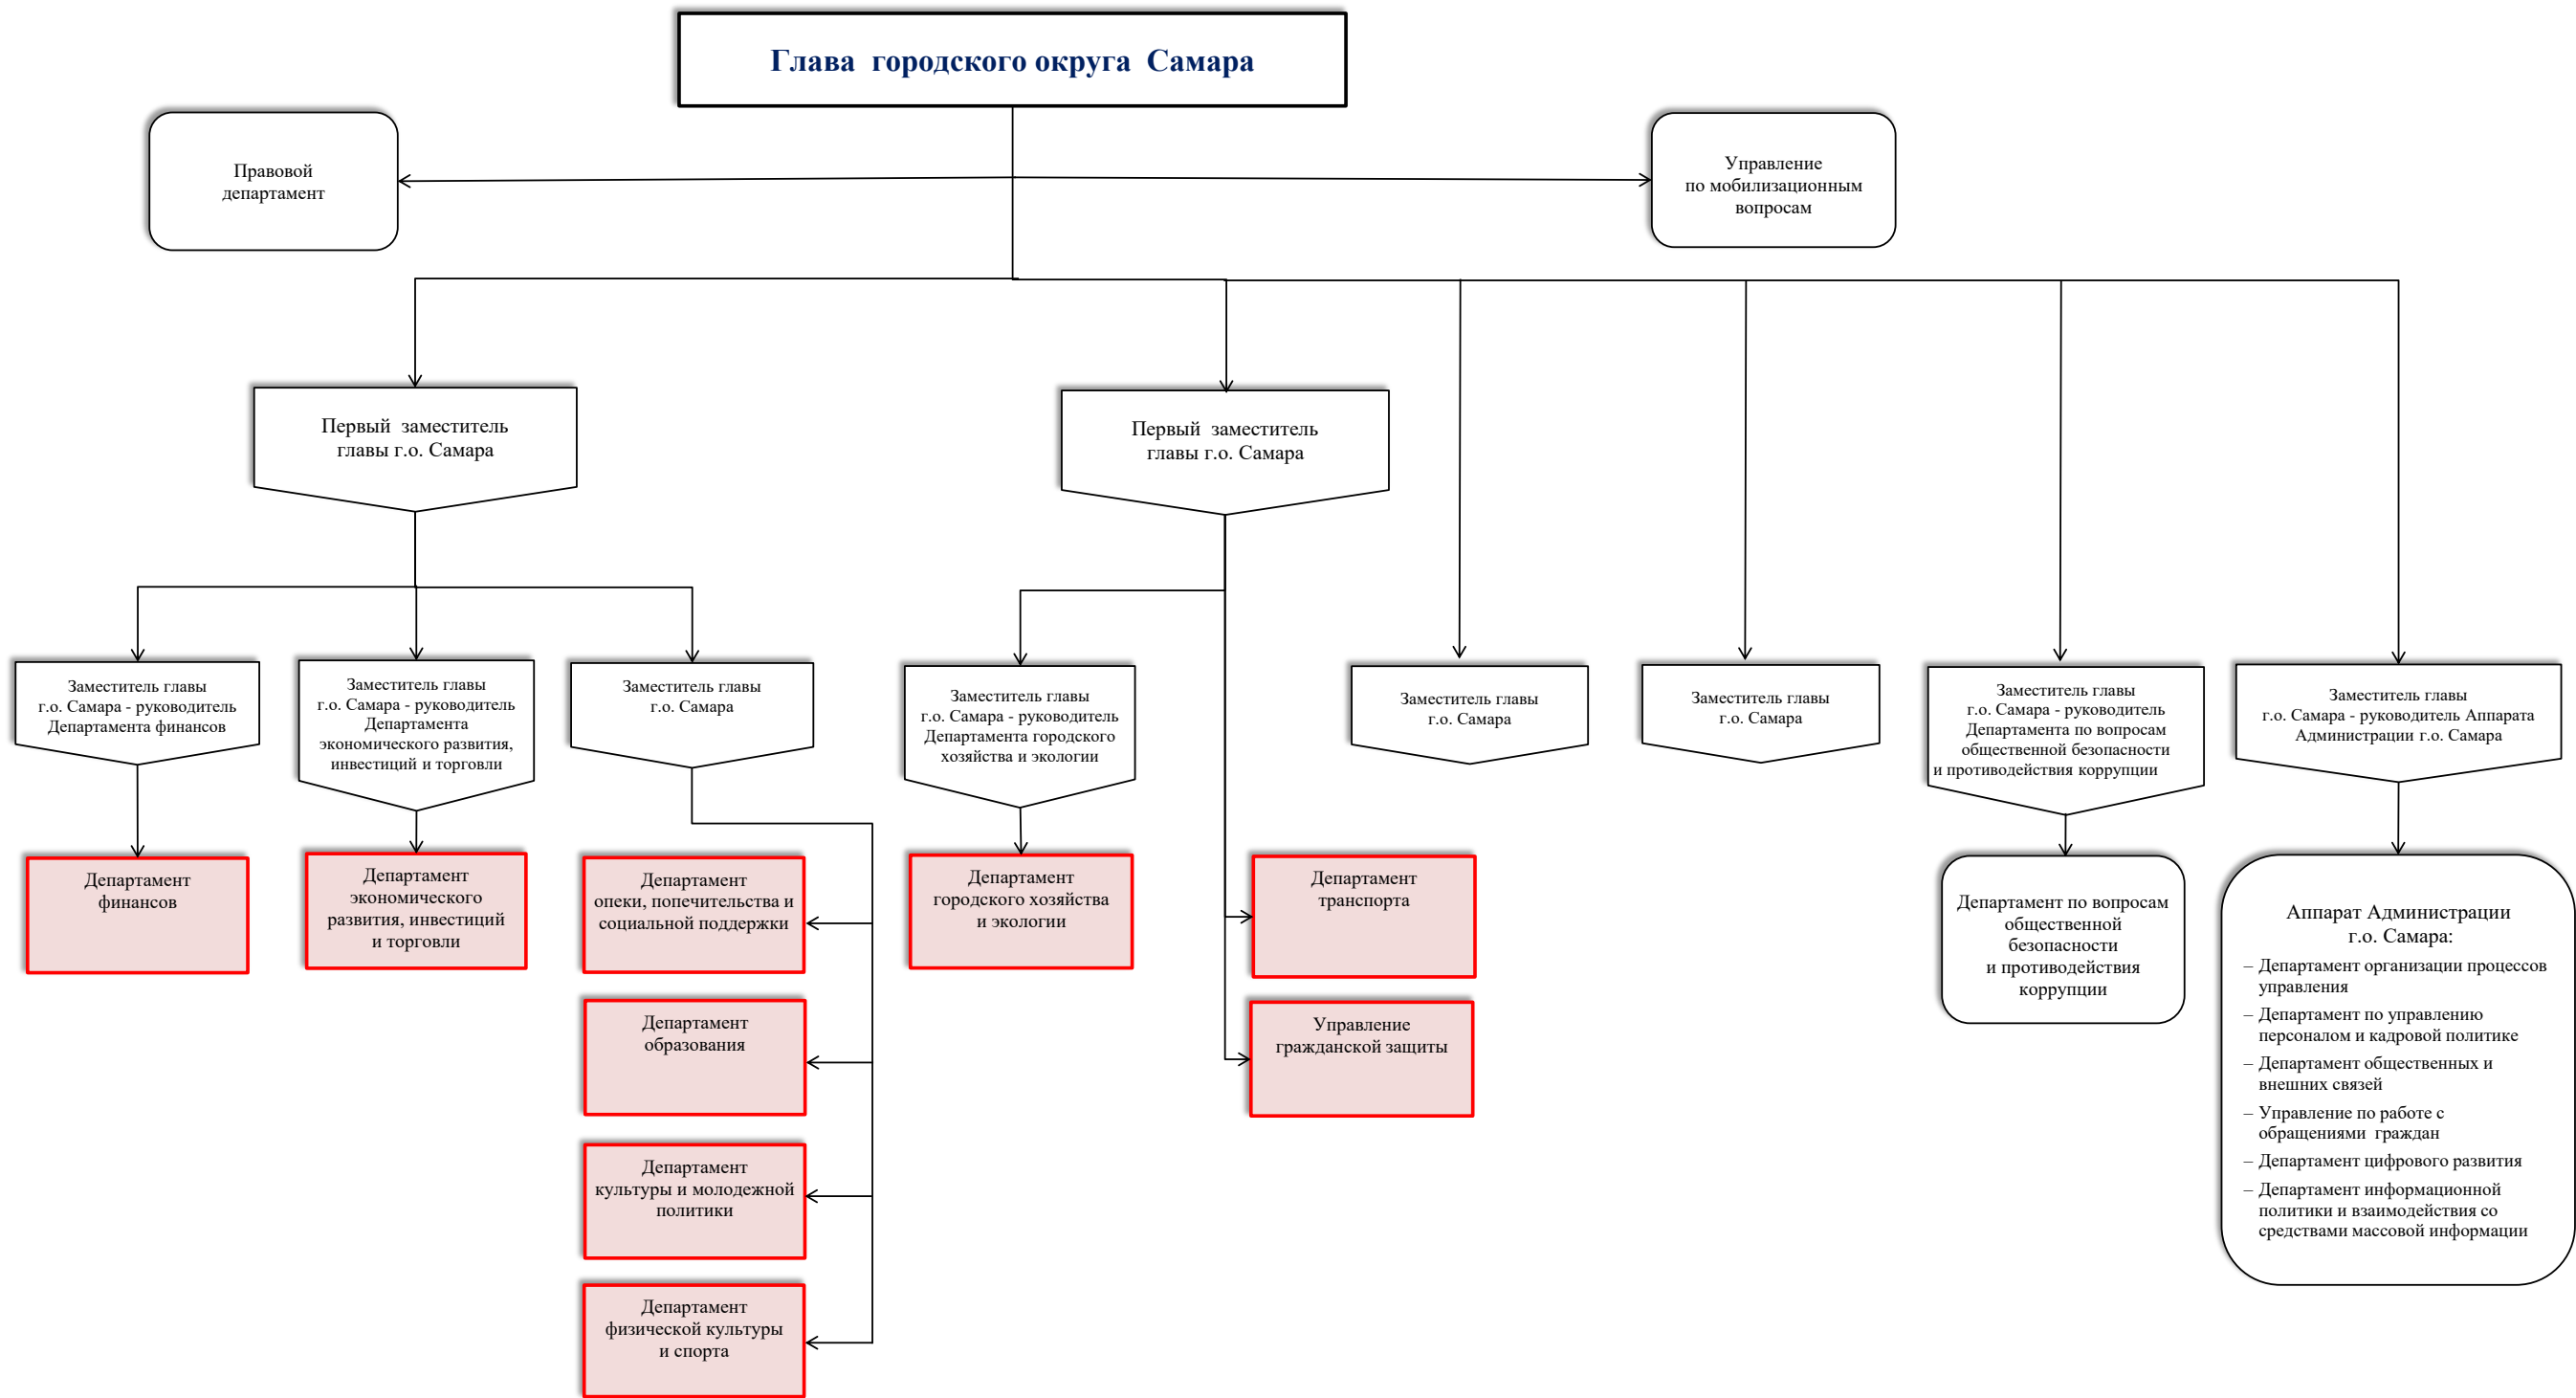 Глава городского округа Самара
Правовой
департамент
Управление
по мобилизационным
вопросам
Первый заместитель
главы г.о. Самара
Первый заместитель
главы г.о. Самара
Заместитель главы
г.о. Самара - руководитель
Департамента финансов
Заместитель главы
г.о. Самара - руководитель
Департамента
экономического развития,
инвестиций и торговли
Заместитель главы
г.о. Самара
Заместитель главы
г.о. Самара - руководитель
Департамента городского
хозяйства и экологии
Заместитель главы
г.о. Самара
Заместитель главы
г.о. Самара
Заместитель главы
г.о. Самара - руководитель
Департамента по вопросам
общественной безопасности
и противодействия коррупции
Заместитель главы
г.о. Самара - руководитель Аппарата
Администрации г.о. Самара
Департамент
финансов
Департамент
экономического
развития, инвестиций
и торговли
Департамент
опеки, попечительства и
социальной поддержки
Департамент
образования
Департамент
культуры и молодежной
политики
Департамент
физической культуры
и спорта
Департамент
городского хозяйства
и экологии
Департамент
транспорта
Управление
гражданской защиты
Департамент по вопросам
общественной
безопасности
и противодействия
коррупции
Аппарат Администрации
г.о. Самара:
– Департамент организации процессов
управления
– Департамент по управлению
персоналом и кадровой политике
– Департамент общественных и
внешних связей
– Управление по работе с
обращениями граждан
– Департамент цифрового развития
– Департамент информационной
политики и взаимодействия со
средствами массовой информации